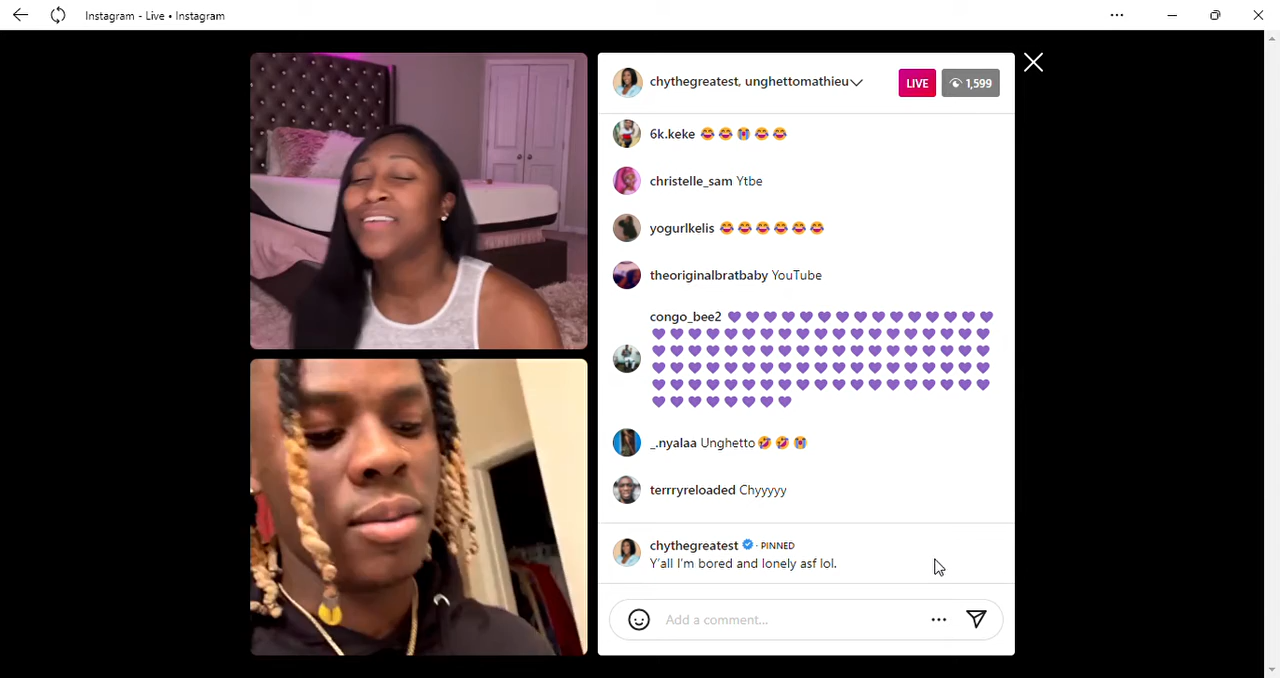 Instagram - Live • Instagram
chythegreatest, unghettomathieu
LIVE
1,599
6k.keke 😂😂😭😂😂
christelle_sam Ytbe
yogurlkelis 😂😂😂😂😂😂
theoriginalbratbaby YouTube
congo_bee2 💜💜💜💜💜💜💜💜💜💜💜💜💜💜💜
💜💜💜💜💜💜💜💜💜💜💜💜💜💜💜💜💜💜💜
💜💜💜💜💜💜💜💜💜💜💜💜💜💜💜💜💜💜💜
💜💜💜💜💜💜💜💜💜💜💜💜💜💜💜💜💜💜💜
💜💜💜💜💜💜💜💜💜💜💜💜💜💜💜💜💜💜💜
💜💜💜💜💜💜💜💜
_.nyalaa Unghetto🤣🤣😭
terrryreloaded Chyyyyy
chythegreatest · PINNED
Y'all I'm bored and lonely asf lol.
Add a comment...